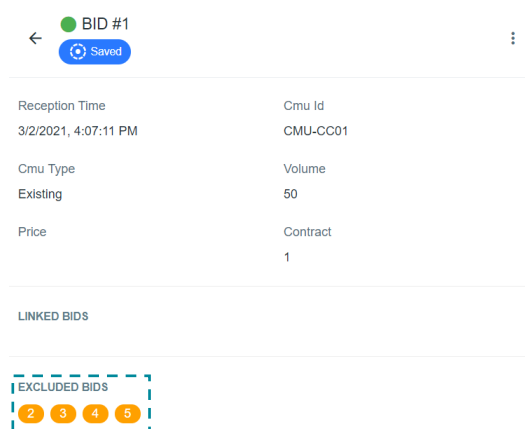 BID #1
Saved
Reception Time
Cmu Id
3/2/2021, 4:07:11 PM
CMU-CC01
Cmu Type
Volume
Existing
50
Price
Contract
1
LINKED BIDS
EXCLUDED BIDS
2 3 4 5